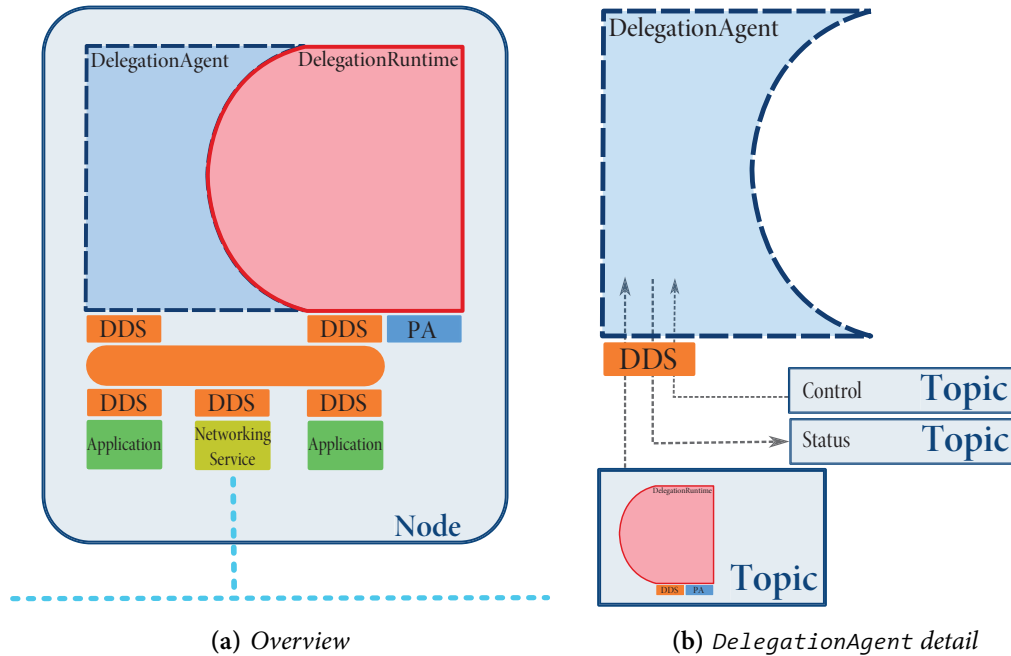 DelegationAgent
DelegationRuntime
DDS
DDS
PA
DDS
DDS
DDS
Application
Networking
Service
Application
Node
(a) Overview
DelegationAgent
DDS
Control
Topic
Status
Topic
DelegationRuntime
DDS
PA
Topic
(b) DelegationAgent detail